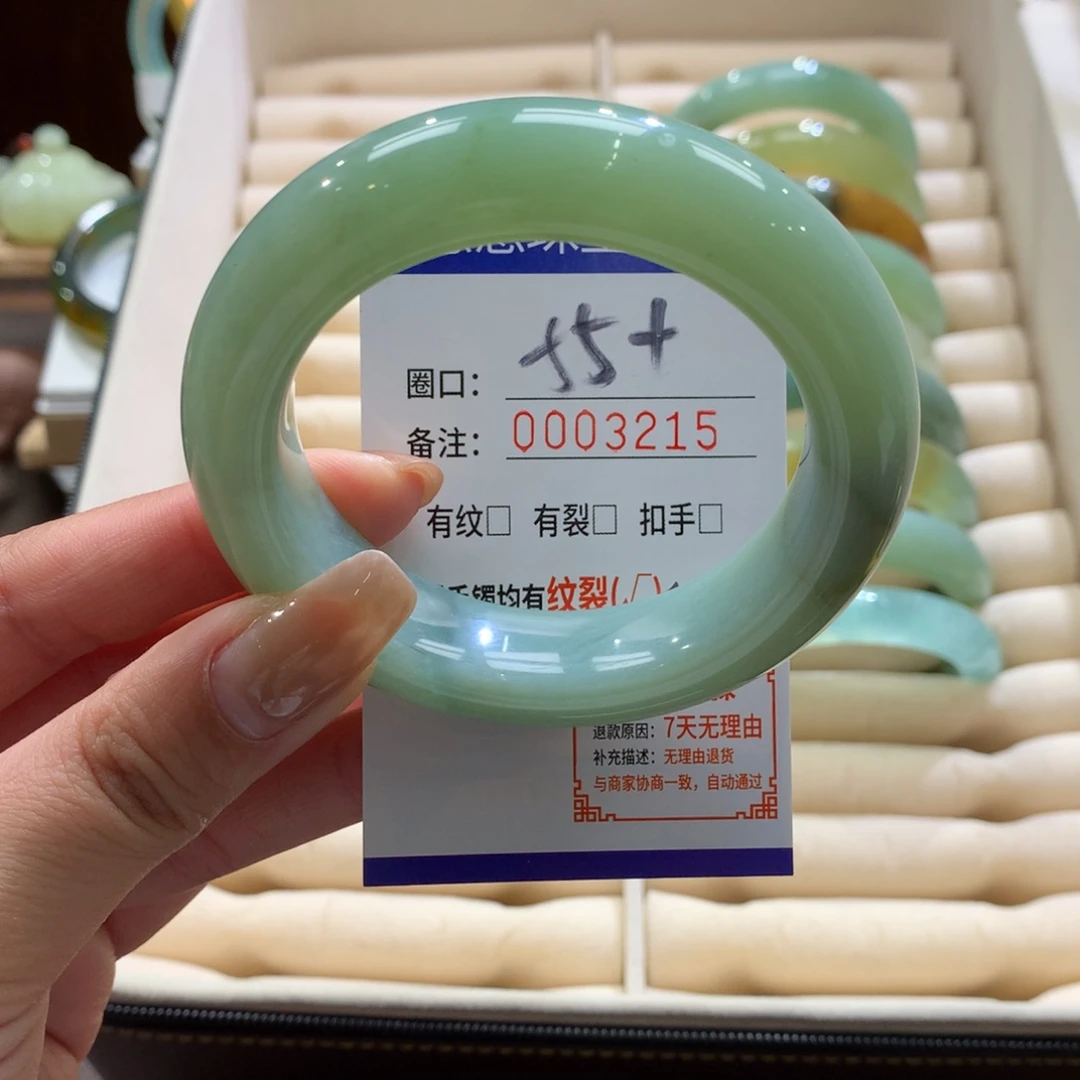 圈口： 55+
备注： 0003215
有纹□ 有裂□ 扣手□
手镯均有纹裂(√)
退款原因：7天无理由
补充描述：无理由退货
与商家协商一致，自动通过